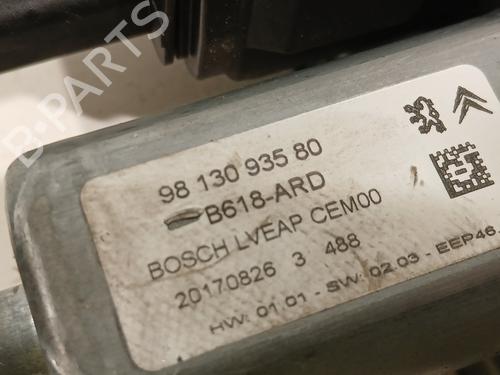 98 130 935 80
B618-ARD
BOSCH LVEAP CEM00
20170826 3 488
HW: 01.01 - SW: 02.03 - EEP46.
B-PARTS